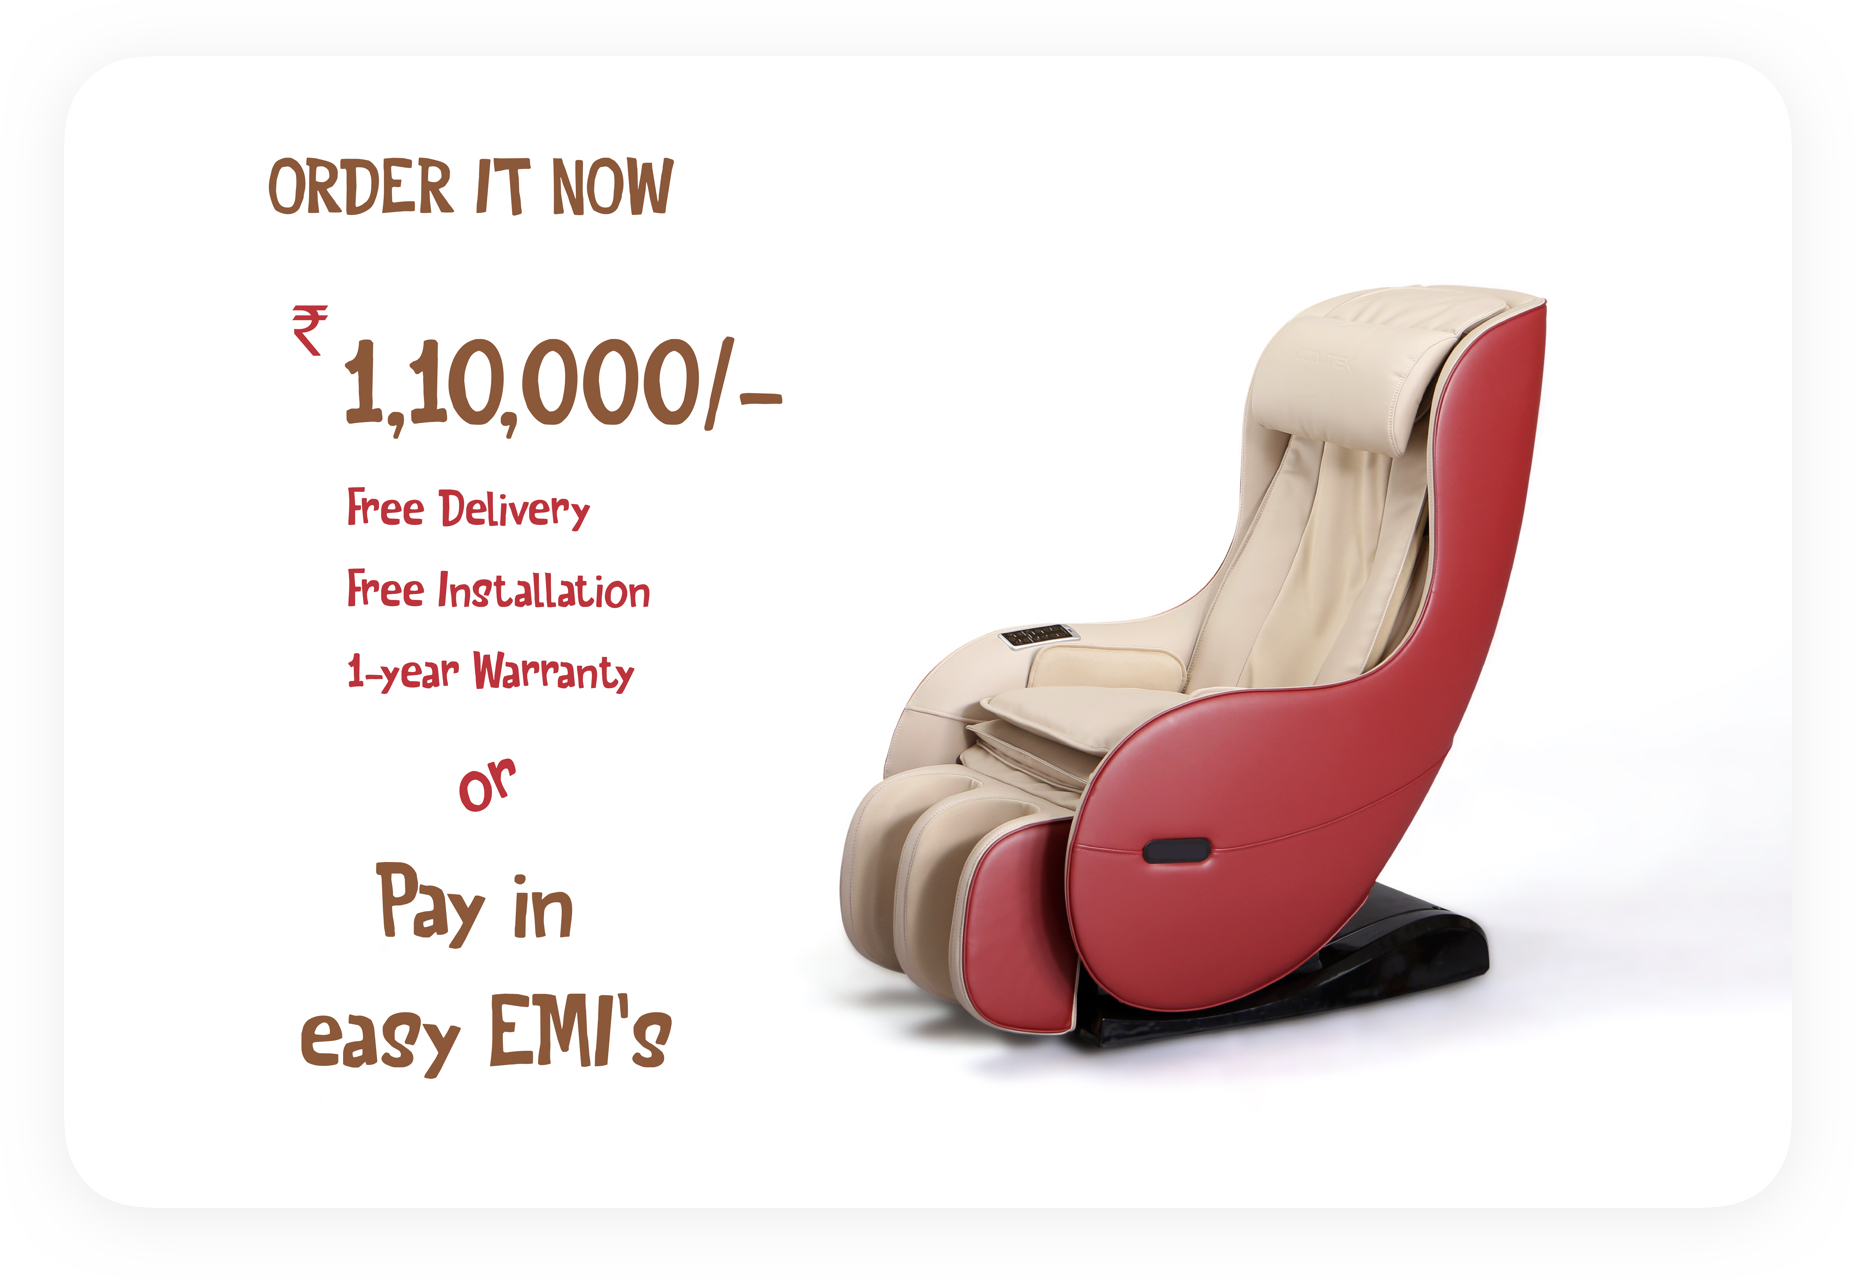 ORDER IT NOW
₹ 1,10,000/-
Free Delivery
Free Installation
1-year Warranty
or
Pay in
easy EMI's